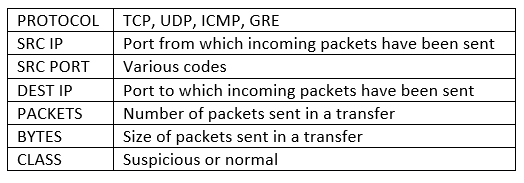 PROTOCOL TCP, UDP, ICMP, GRE
SRC IP Port from which incoming packets have been sent
SRC PORT Various codes
DEST IP Port to which incoming packets have been sent
PACKETS Number of packets sent in a transfer
BYTES Size of packets sent in a transfer
CLASS Suspicious or normal